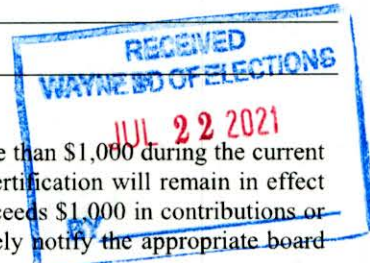 RECEIVED
WAYNE BD OF ELECTIONS
JUL 22 2021
e than $1,000 during the current
ertification will remain in effect
ceeds $1,000 in contributions or
BY
ely notify the appropriate board